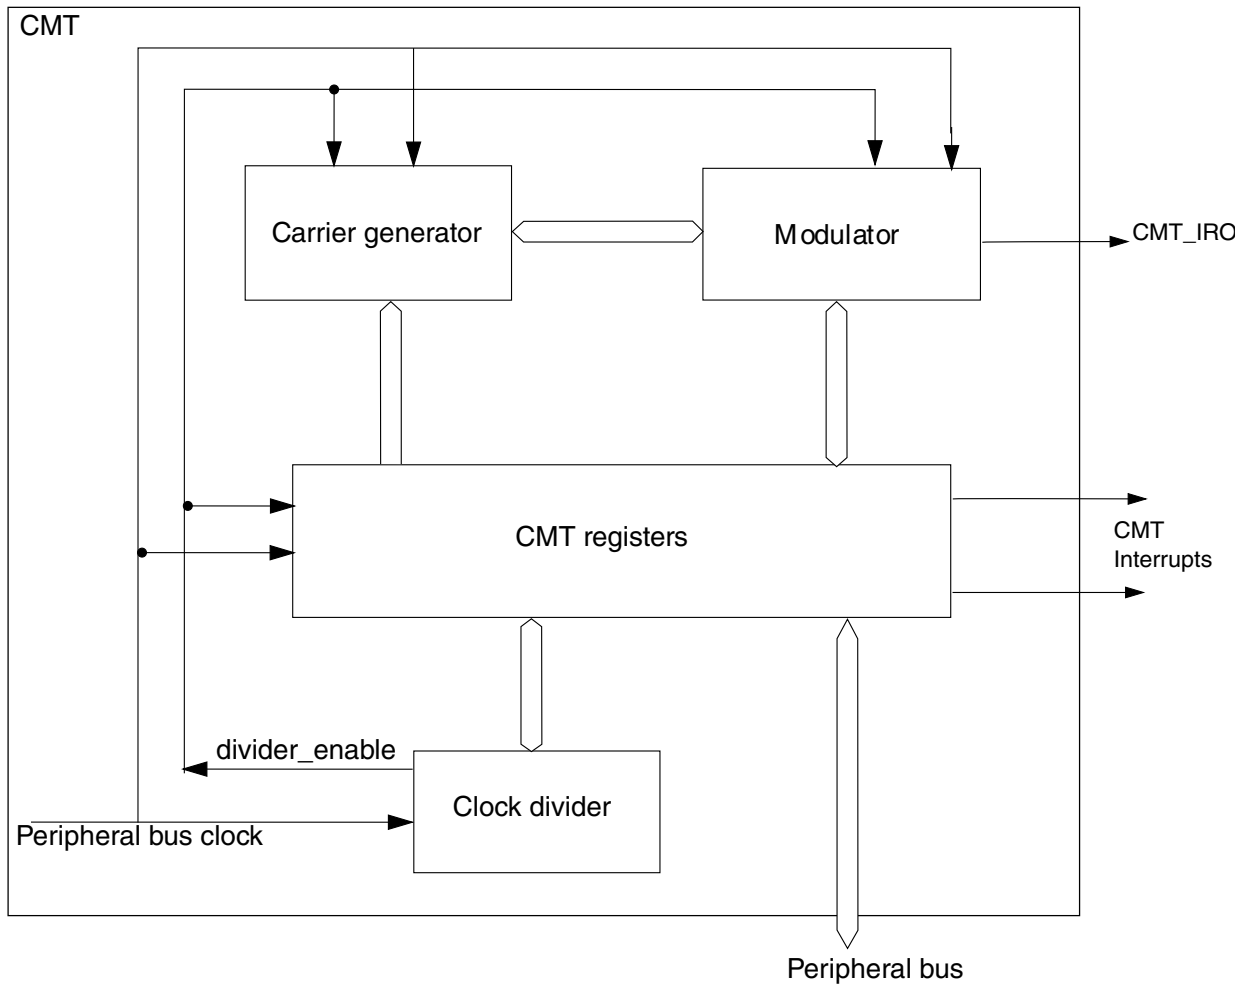 CMT
Carrier generator
Modulator
CMT_IRO
CMT registers
CMT
Interrupts
divider_enable
Clock divider
Peripheral bus clock
Peripheral bus